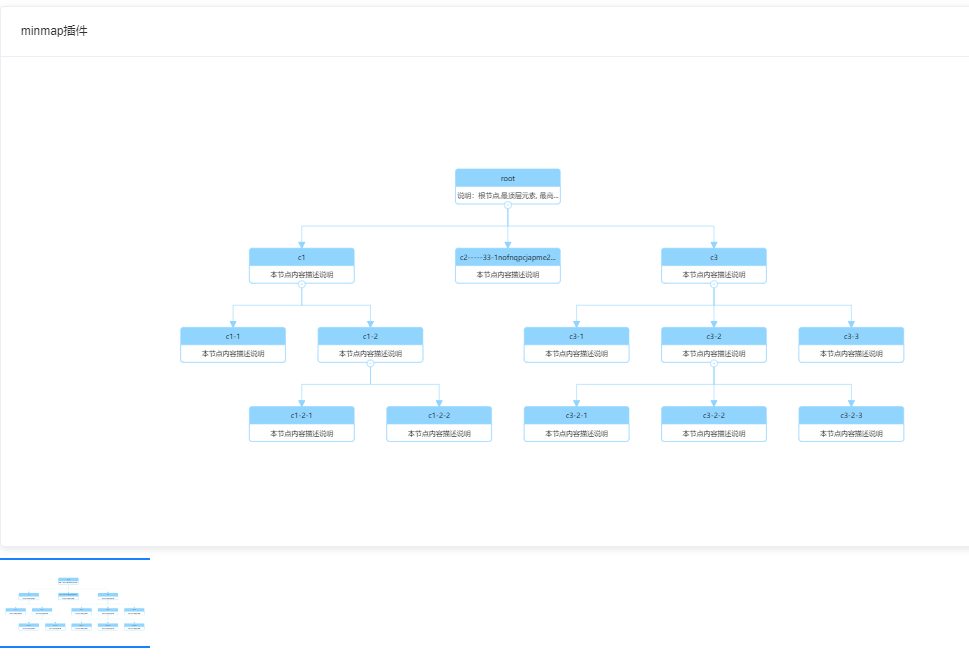 minmap插件
root
说明：根节点,最顶层元素, 最高...
c1
c2-----33-1nofnqpcjapme2...
c3
本节点内容描述说明
本节点内容描述说明
本节点内容描述说明
c1-1
c1-2
c3-1
c3-2
c3-3
本节点内容描述说明
本节点内容描述说明
本节点内容描述说明
本节点内容描述说明
本节点内容描述说明
c1-2-1
c1-2-2
c3-2-1
c3-2-2
c3-2-3
本节点内容描述说明
本节点内容描述说明
本节点内容描述说明
本节点内容描述说明
本节点内容描述说明